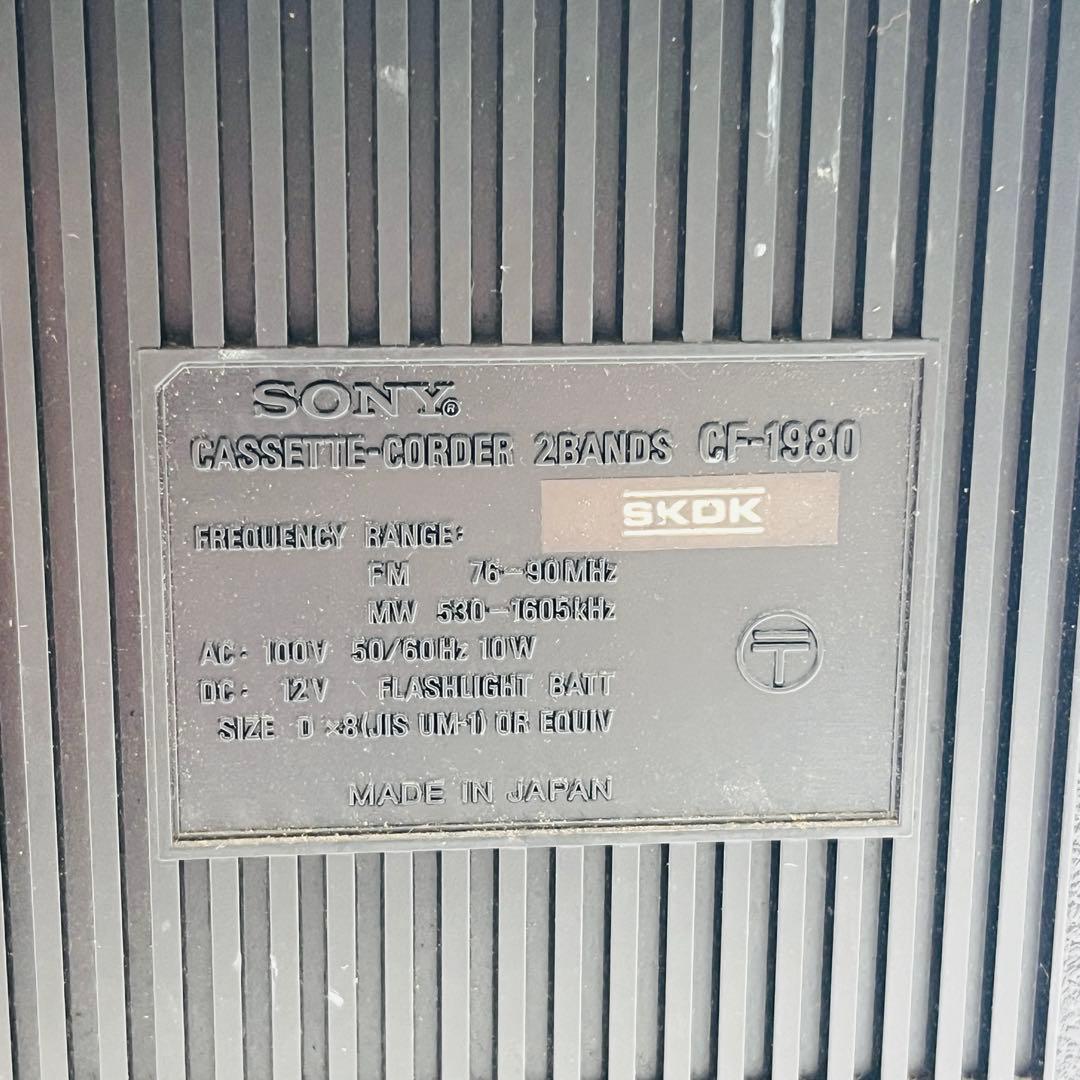 SONY®
CASSETTE-CORDER 2BANDS CF-1980
SKDK
FREQUENCY RANGE:
FM 76-90MHz
MW 530-1605kHz
AC: 100V 50/60Hz 10W
DC: 12V FLASHLIGHT BATT
SIZE D ×8(JIS UM-1) OR EQUIV
MADE IN JAPAN